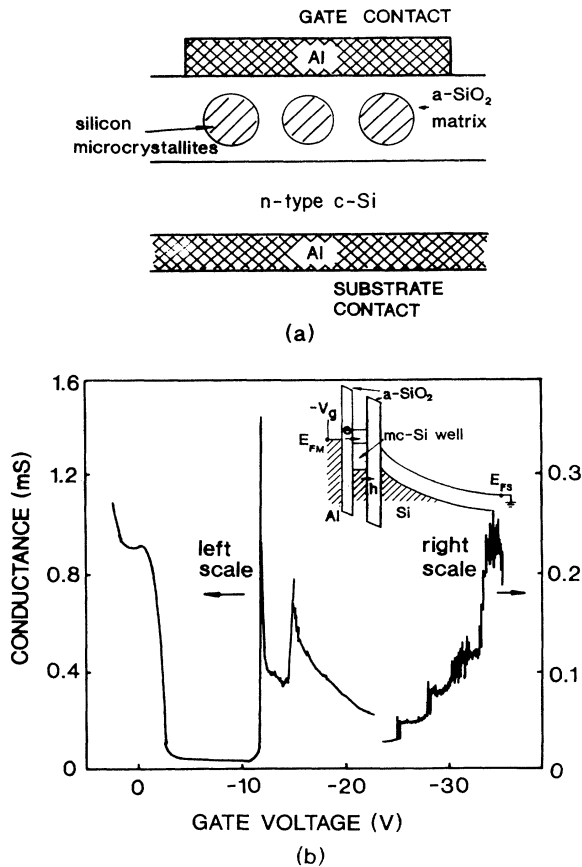 GATE CONTACT
Al
a-SiO2
matrix
silicon
microcrystallites
n-type c-Si
Al
SUBSTRATE
CONTACT
(a)
1.6
a-SiO2
-Vg
mc-Si well
EFM
h
EFS
Al
Si
1.2
0.3
left
scale
right
scale
0.8
0.2
0.4
0.1
0
0
CONDUCTANCE (mS)
0
-10
-20
-30
GATE VOLTAGE (V)
(b)